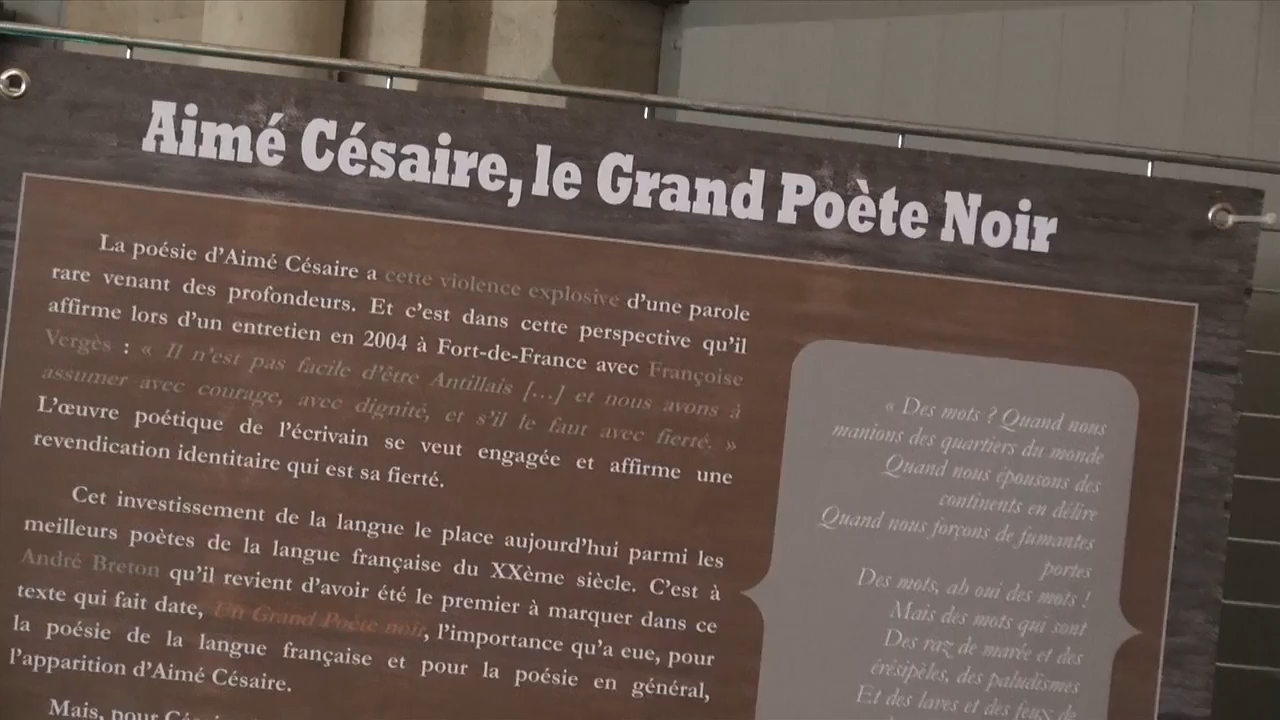 Aimé Césaire, le Grand Poète Noir
La poésie d'Aimé Césaire a cette violence explosive d'une parole
rare venant des profondeurs. Et c'est dans cette perspective qu'il
affirme lors d'un entretien en 2004 à Fort-de-France avec Françoise
Vergès : « Il n'est pas facile d'être Antillais [...] et nous avons à
assumer avec courage, avec dignité, et s'il le faut avec fierté. »
L'œuvre poétique de l'écrivain se veut engagée et affirme une
revendication identitaire qui est sa fierté.
Cet investissement de la langue le place aujourd'hui parmi les
meilleurs poètes de la langue française du XXème siècle. C'est à
André Breton qu'il revient d'avoir été le premier à marquer dans ce
texte qui fait date, Un Grand Poète noir, l'importance qu'a eue, pour
la poésie de la langue française et pour la poésie en général,
l'apparition d'Aimé Césaire.
Mais, pour
« Des mots ? Quand nous
manions des quartiers du monde
Quand nous épousons des
continents en délire
Quand nous forçons de fumantes
portes
Des mots, ah oui des mots !
Mais des mots qui sont
Des raz de marée et des
érésipèles, des paludismes
Et des laves et des feux de